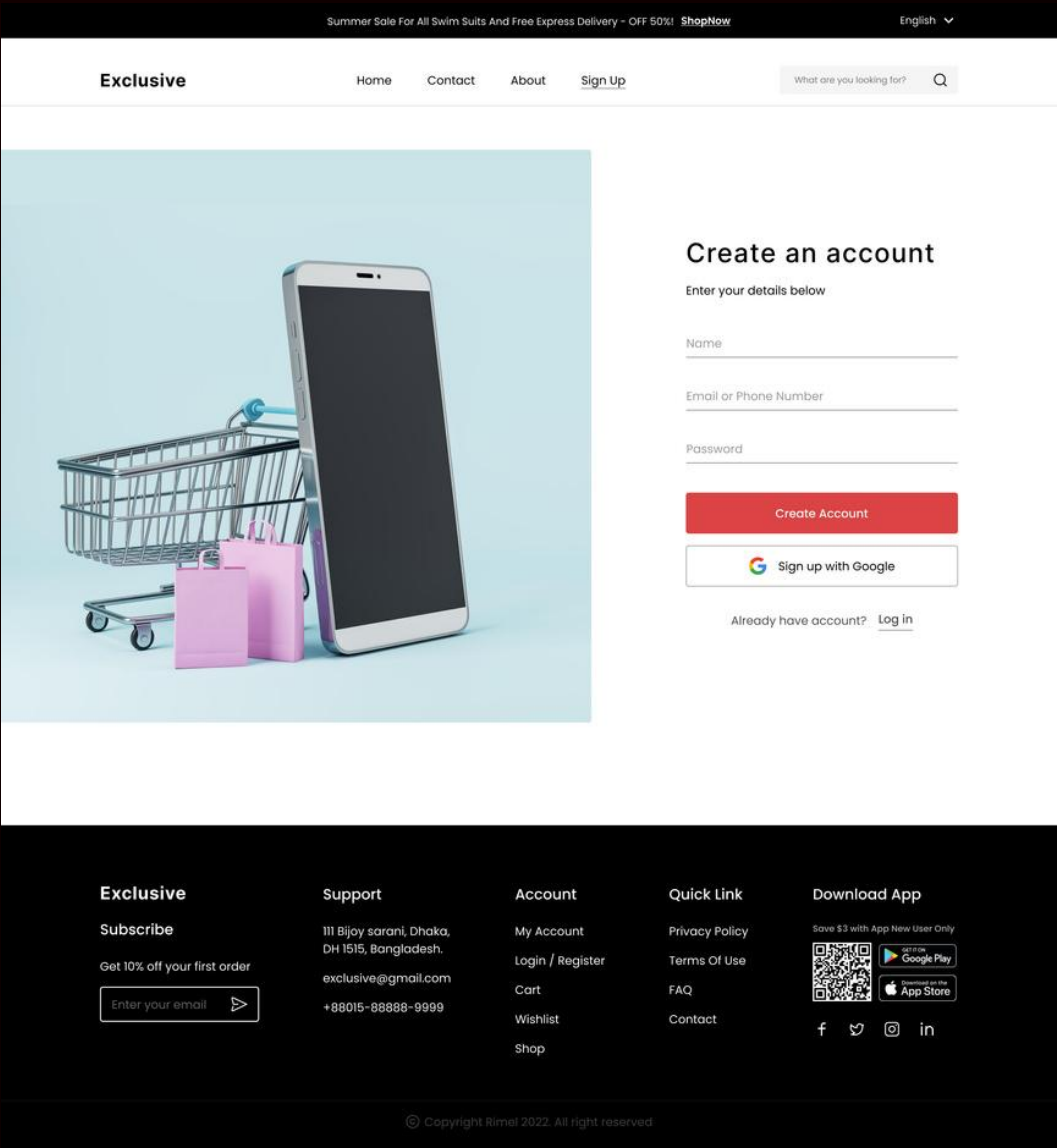 Summer Sale For All Swim Suits And Free Express Delivery - OFF 50%! ShopNow
English
Exclusive
Home
Contact
About
Sign Up
What are you looking for?
Create an account
Enter your details below
Name
Email or Phone Number
Password
Create Account
Sign up with Google
Already have account? Log in
Exclusive
Subscribe
Get 10% off your first order
Enter your email
Support
111 Bijoy sarani, Dhaka,
DH 1515, Bangladesh.
exclusive@gmail.com
+88015-88888-9999
Account
My Account
Login / Register
Cart
Wishlist
Shop
Quick Link
Privacy Policy
Terms Of Use
FAQ
Contact
Download App
Save $3 with App New User Only
GET IT ON
Google Play
Download on the
App Store
© Copyright Rimel 2022. All right reserved